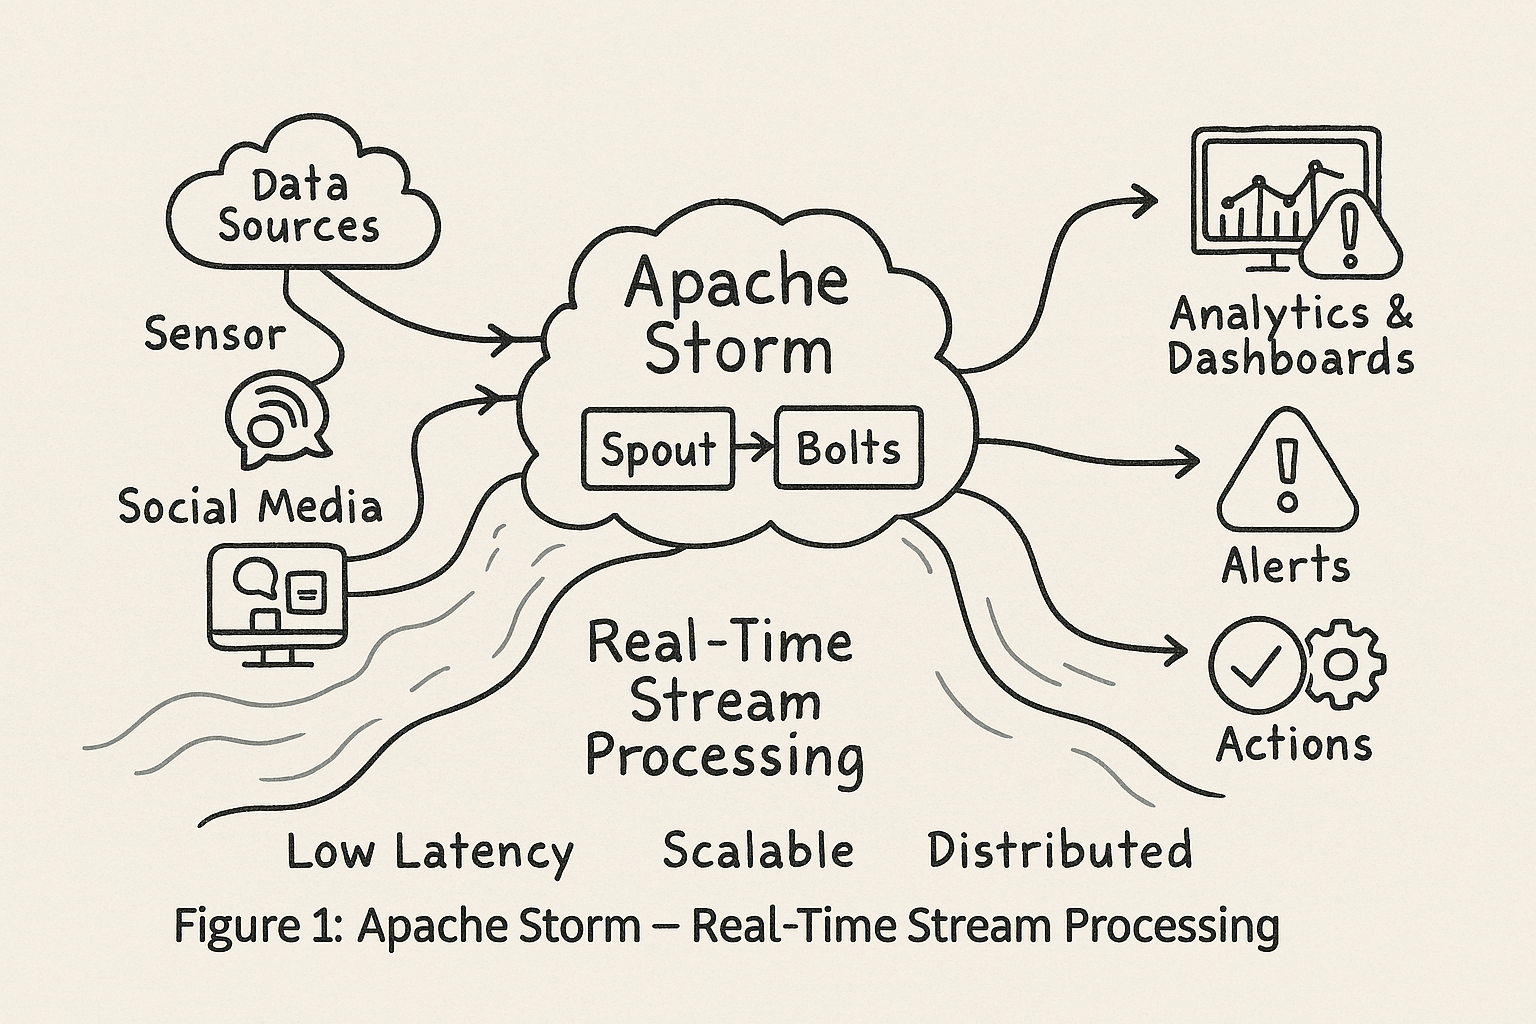 Data
Sources
Sensor
Social Media
Apache
Storm
Spout
Bolts
Real-Time
Stream
Processing
Analytics &
Dashboards
Alerts
Actions
Low Latency
Scalable
Distributed
Figure 1: Apache Storm – Real-Time Stream Processing